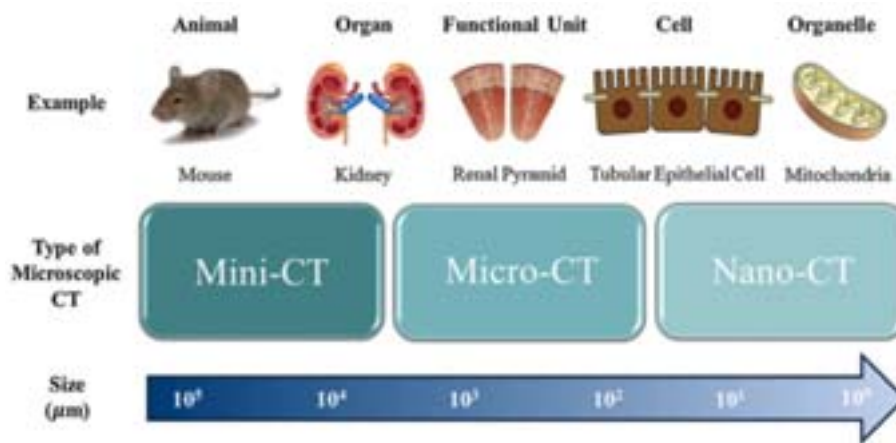 Animal Organ Functional Unit Cell Organelle
Example
Mouse Kidney Renal Pyramid Tubular Epithelial Cell Mitochondria
Type of
Microscopic
CT
Mini-CT Micro-CT Nano-CT
Size
(μm)
10⁵ 10⁴ 10³ 10² 10¹ 10⁰